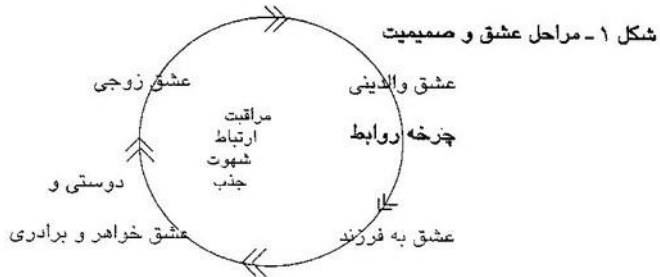 شکل ۱ ـ مراحل عشق و صمیمیت
عشق والدینی
عشق زوجی
چرخه روابط
مراقبت
ارتباط
شهوت
جذب
دوستی و
عشق به فرزند
عشق خواهر و برادری